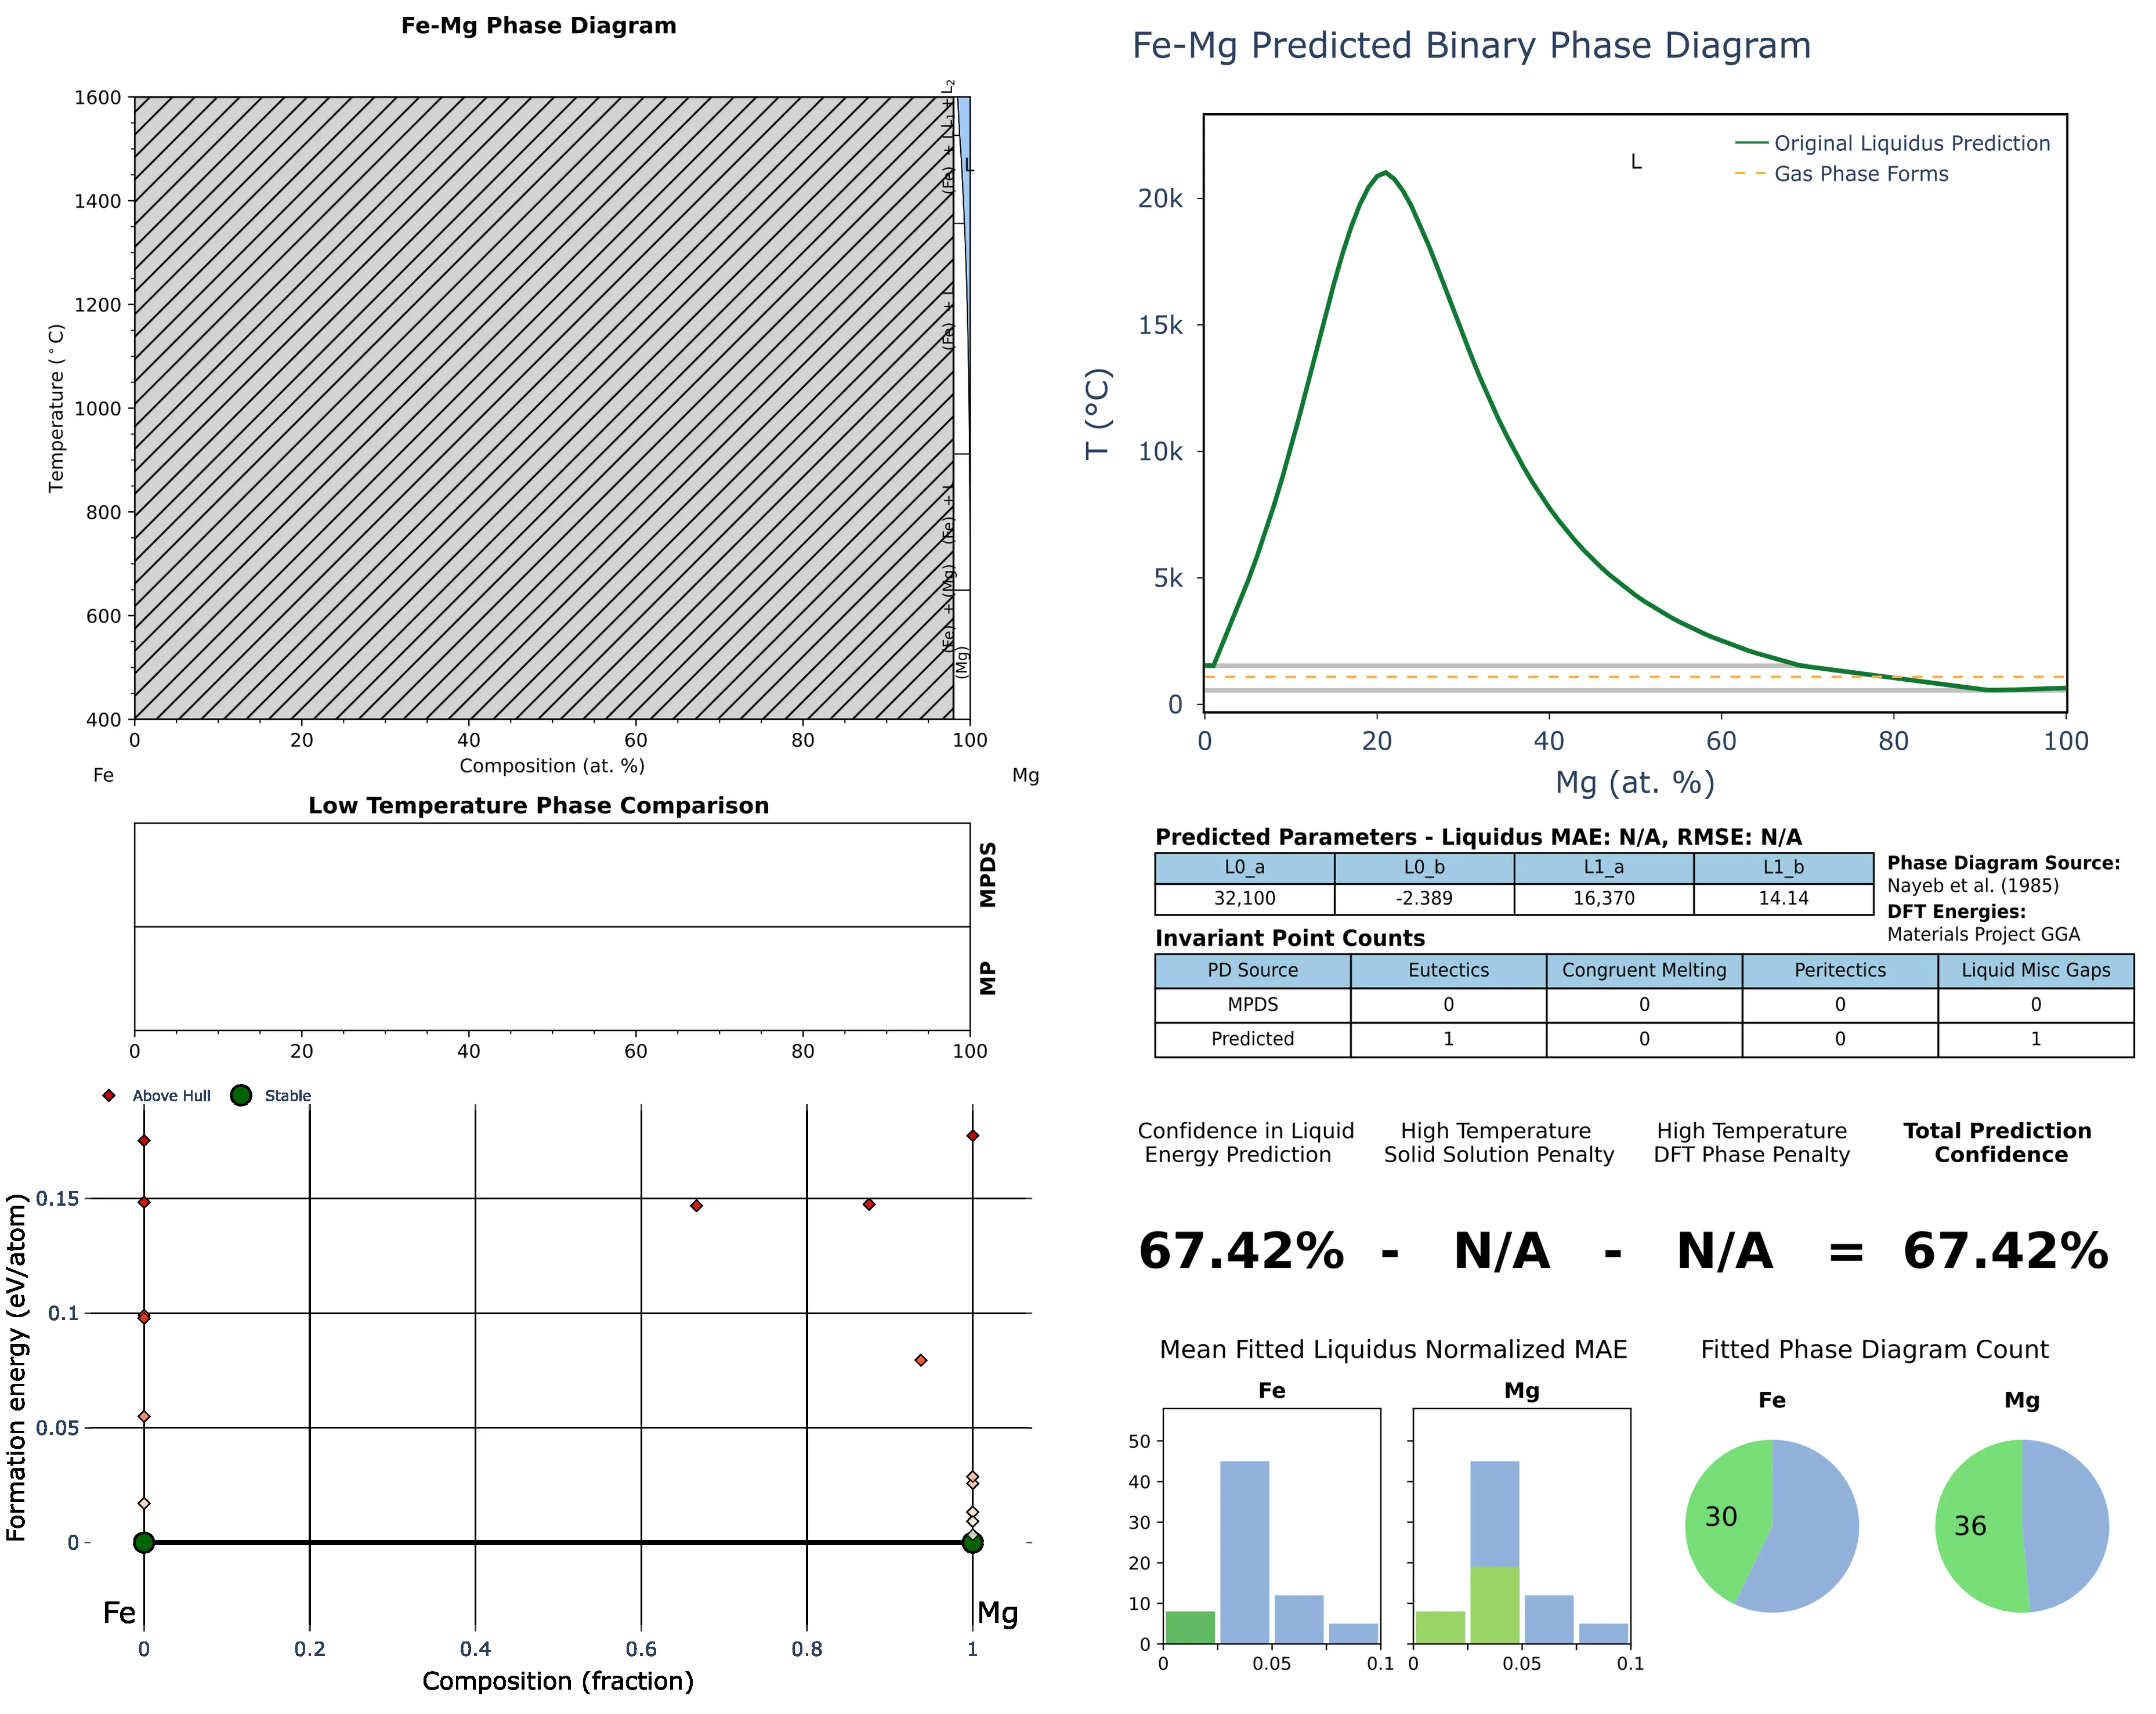 Fe-Mg Phase Diagram
1600
1400
1200
1000
800
600
400
Temperature (°C)
L₁ + L₂
(Fe) + L
L
(Fe) + L
(Fe) + L
(Fe) + (Mg)
(Mg)
0 20 40 60 80 100
Composition (at. %)
Fe Mg
Low Temperature Phase Comparison
MPDS
MP
0 20 40 60 80 100
Above Hull Stable
0.15
0.1
0.05
0
Formation energy (eV/atom)
Fe Mg
0 0.2 0.4 0.6 0.8 1
Composition (fraction)
Fe-Mg Predicted Binary Phase Diagram
Original Liquidus Prediction
Gas Phase Forms
L
20k
15k
10k
5k
0
T (°C)
0 20 40 60 80 100
Mg (at. %)
Predicted Parameters - Liquidus MAE: N/A, RMSE: N/A
L0_a L0_b L1_a L1_b
32,100 -2.389 16,370 14.14
Phase Diagram Source:
Nayeb et al. (1985)
DFT Energies:
Materials Project GGA
Invariant Point Counts
PD Source Eutectics Congruent Melting Peritectics Liquid Misc Gaps
MPDS 0 0 0 0
Predicted 1 0 0 1
Confidence in Liquid
Energy Prediction
High Temperature
Solid Solution Penalty
High Temperature
DFT Phase Penalty
Total Prediction
Confidence
67.42% - N/A - N/A = 67.42%
Mean Fitted Liquidus Normalized MAE
Fe Mg
50
40
30
20
10
0
0 0.05 0.1 0 0.05 0.1
Fitted Phase Diagram Count
Fe Mg
30 36